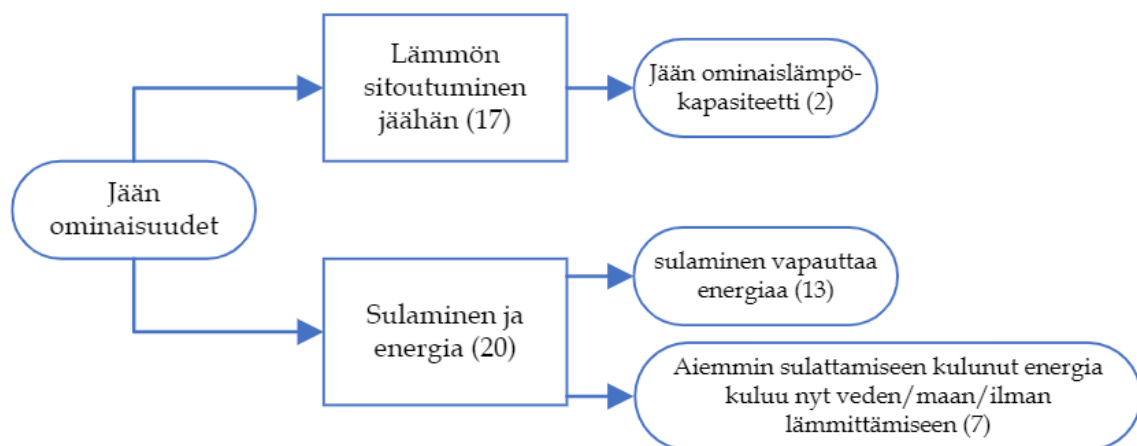 Jään
ominaisuudet
Lämmön
sitoutuminen
jäähän (17)
Jään ominaislämpö-
kapasiteetti (2)
Sulaminen ja
energia (20)
sulaminen vapauttaa
energiaa (13)
Aiemmin sulattamiseen kulunut energia
kuluu nyt veden/maan/ilman
lämmittämiseen (7)